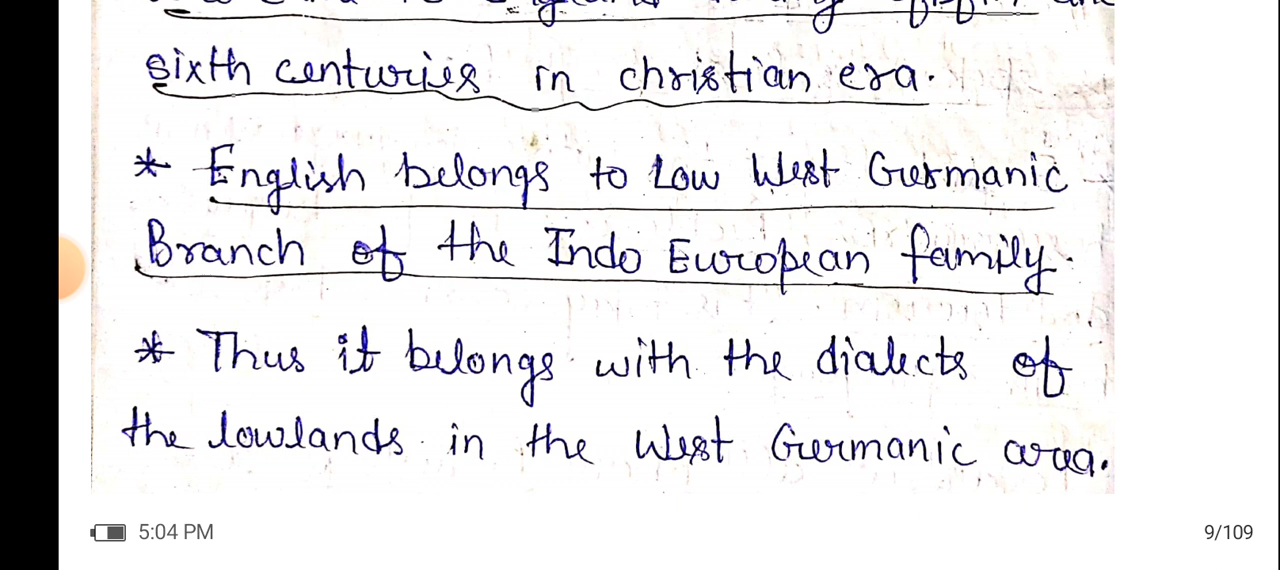 sixth centuries in christian era.
* English belongs to Low West Germanic
Branch of the Indo European family.
* Thus it belongs with the dialects of
the lowlands in the West Germanic area.
5:04 PM
9/109